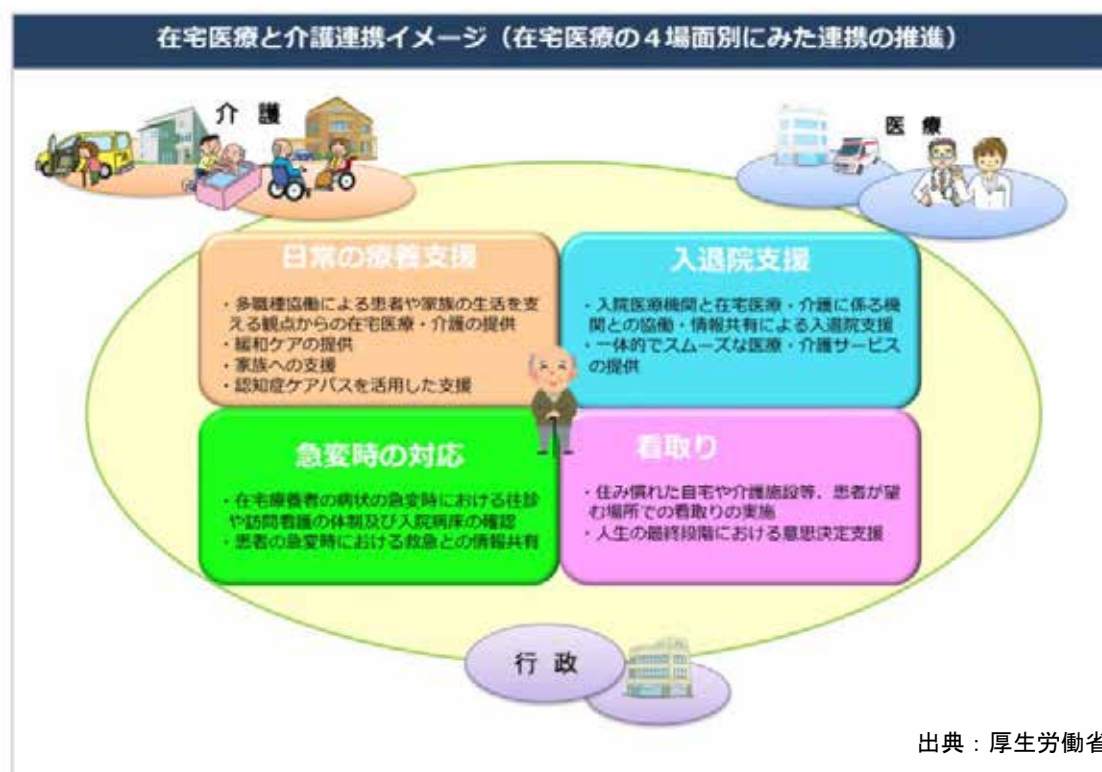 在宅医療と介護連携イメージ（在宅医療の４場面別にみた連携の推進）
介 護
医 療
日常の療養支援
・多職種協働による患者や家族の生活を支
える観点からの在宅医療・介護の提供
・緩和ケアの提供
・家族への支援
・認知症ケアパスを活用した支援
入退院支援
・入院医療機関と在宅医療・介護に係る機
関との協働・情報共有による入退院支援
・一体的でスムーズな医療・介護サービス
の提供
急変時の対応
・在宅療養者の病状の急変時における往診
や訪問看護の体制及び入院病床の確認
・患者の急変時における救急との情報共有
看取り
・住み慣れた自宅や介護施設等、患者が望
む場所での看取りの実施
・人生の最終段階における意思決定支援
行 政
出典：厚生労働省